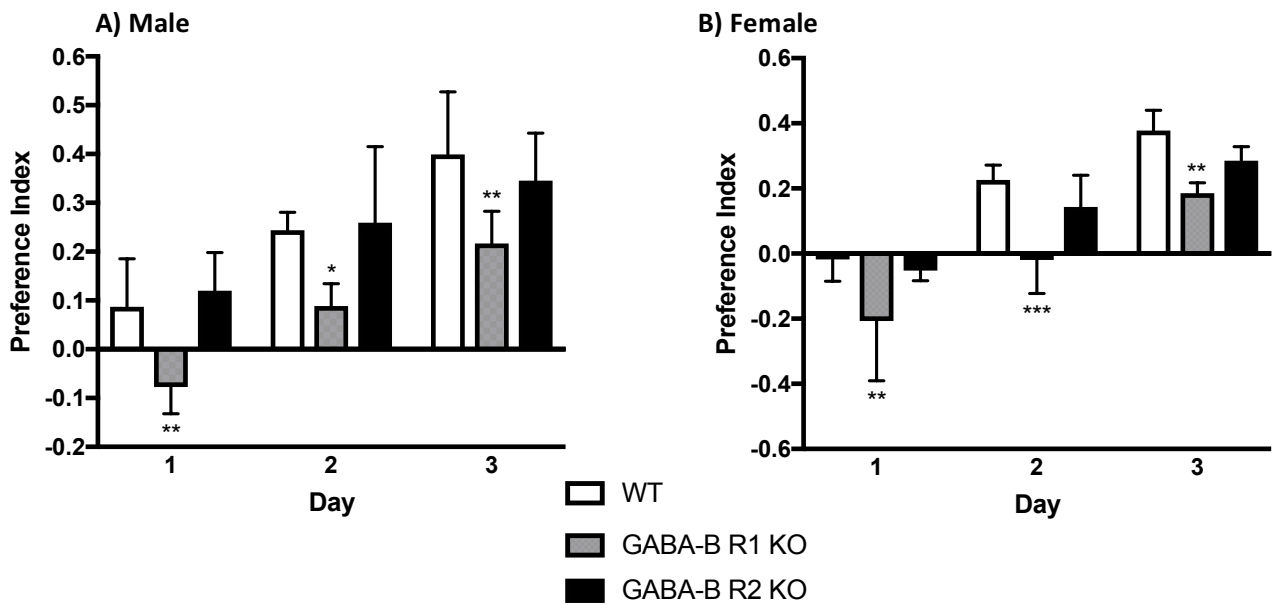 A) Male
Preference Index
0.6
0.5
0.4
0.3
0.2
0.1
0.0
-0.1
-0.2
**
*
**
1 2 3
Day
B) Female
Preference Index
0.6
0.4
0.2
0.0
-0.2
-0.4
-0.6
**
***
**
1 2 3
Day
WT
GABA-B R1 KO
GABA-B R2 KO